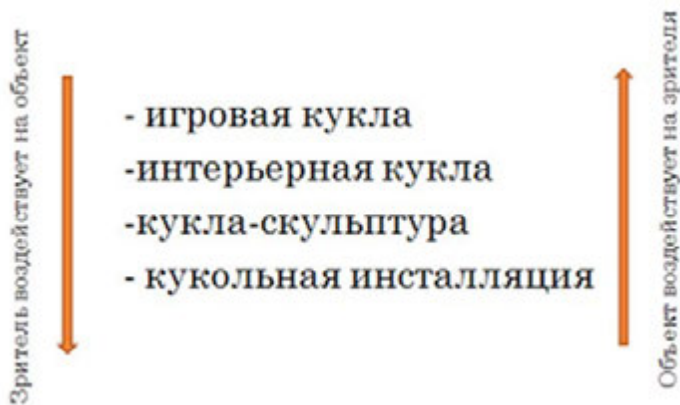 Зритель воздействует на объект
- игровая кукла
-интерьерная кукла
-кукла-скульптура
- кукольная инсталляция
Объект воздействует на зрителя